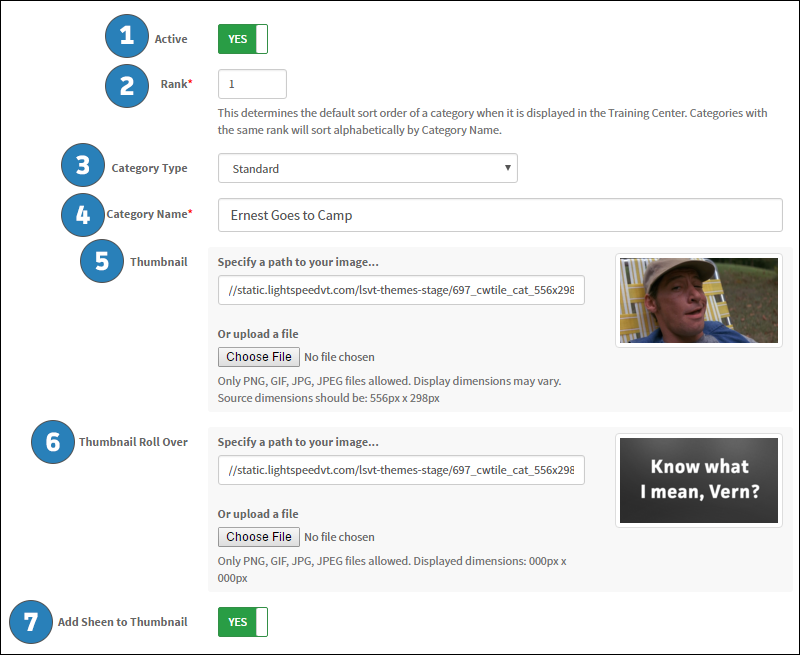 1 Active YES
2 Rank* 1
This determines the default sort order of a category when it is displayed in the Training Center. Categories with
the same rank will sort alphabetically by Category Name.
3 Category Type Standard
4 Category Name* Ernest Goes to Camp
5 Thumbnail Specify a path to your image...
//static.lightspeedvt.com/lsvt-themes-stage/697_cwtile_cat_556x298
Or upload a file
Choose File No file chosen
Only PNG, GIF, JPG, JPEG files allowed. Display dimensions may vary.
Source dimensions should be: 556px x 298px
6 Thumbnail Roll Over Specify a path to your image...
//static.lightspeedvt.com/lsvt-themes-stage/697_cwtile_cat_556x298
Know what
I mean, Vern?
Or upload a file
Choose File No file chosen
Only PNG, GIF, JPG, JPEG files allowed. Displayed dimensions: 000px x
000px
7 Add Sheen to Thumbnail YES